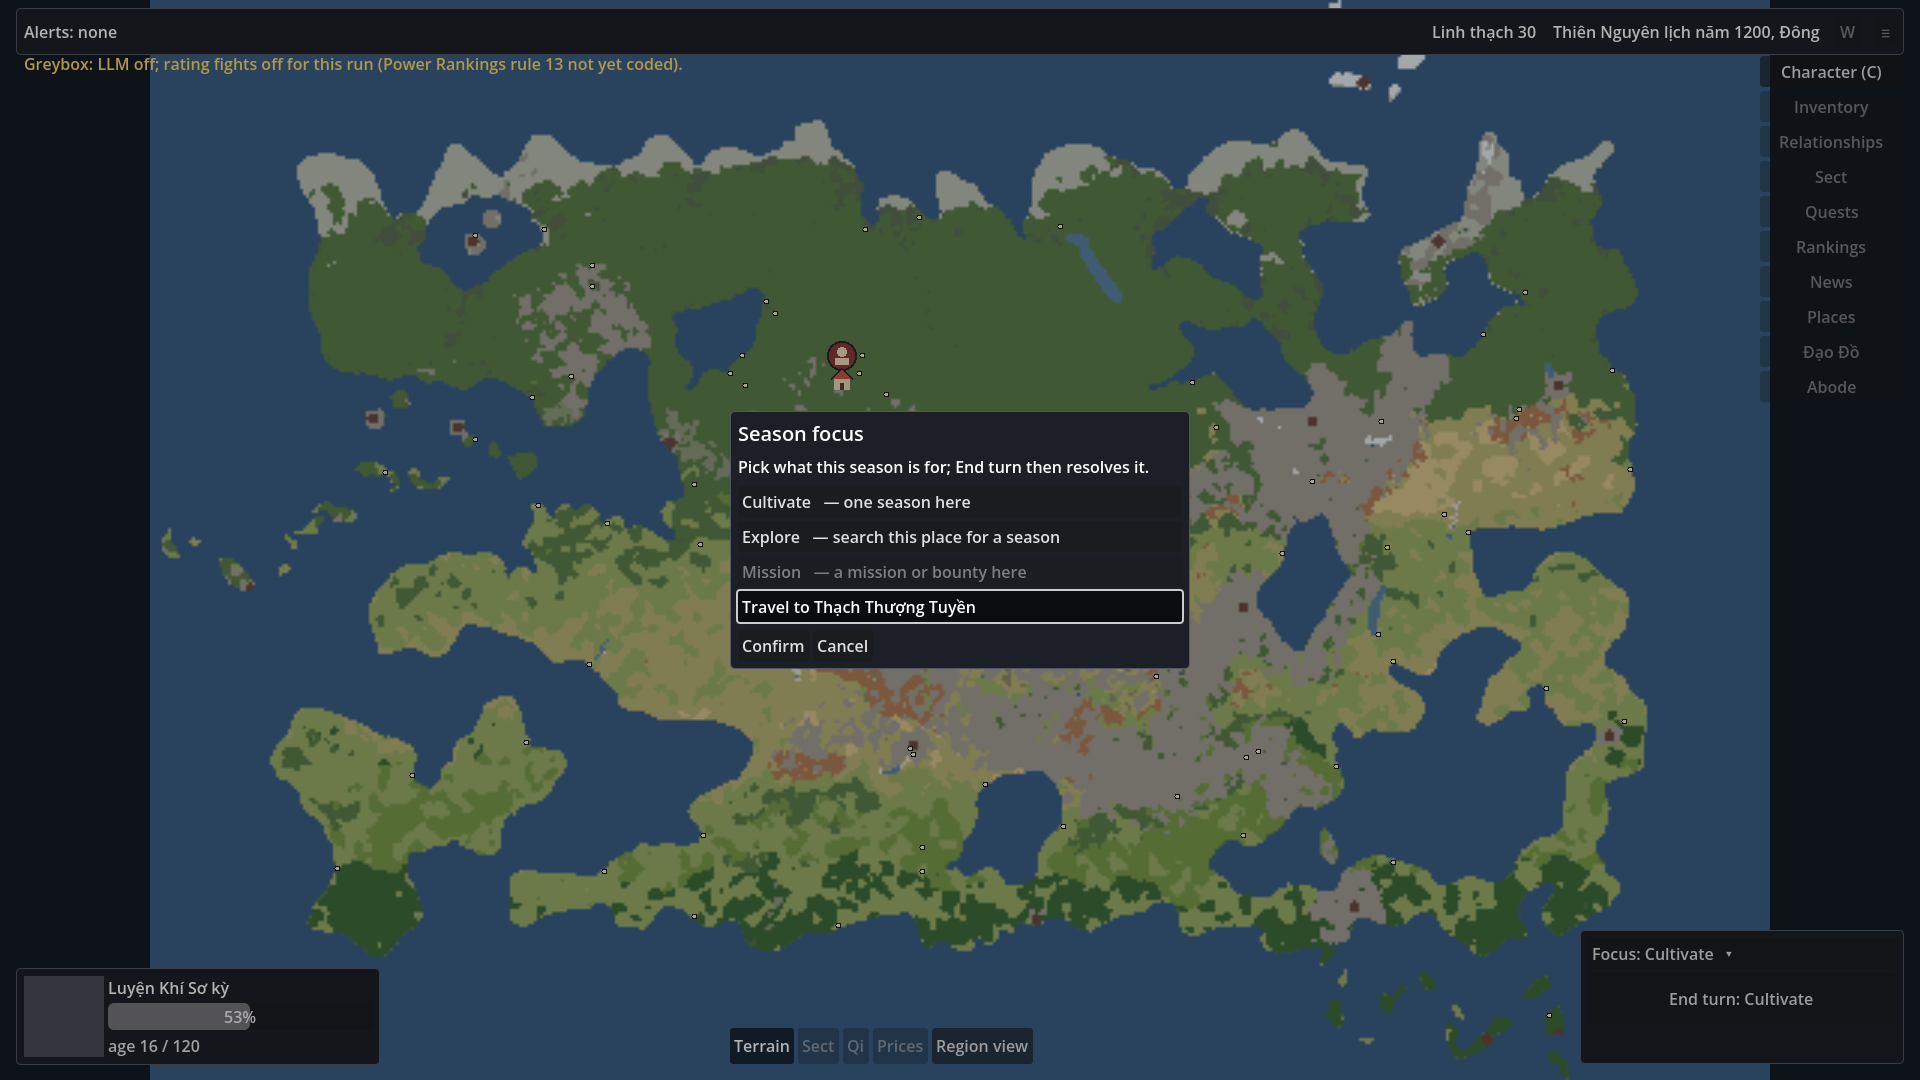 Alerts: none
Linh thạch 30 Thiên Nguyên lịch năm 1200, Đông W ≡
Greybox: LLM off; rating fights off for this run (Power Rankings rule 13 not yet coded).
Character (C)
Inventory
Relationships
Sect
Quests
Rankings
News
Places
Đạo Đồ
Abode
Season focus
Pick what this season is for; End turn then resolves it.
Cultivate — one season here
Explore — search this place for a season
Mission — a mission or bounty here
Travel to Thạch Thượng Tuyền
Confirm Cancel
Focus: Cultivate ▾
End turn: Cultivate
Luyện Khí Sơ kỳ
53%
age 16 / 120
Terrain Sect Qi Prices Region view